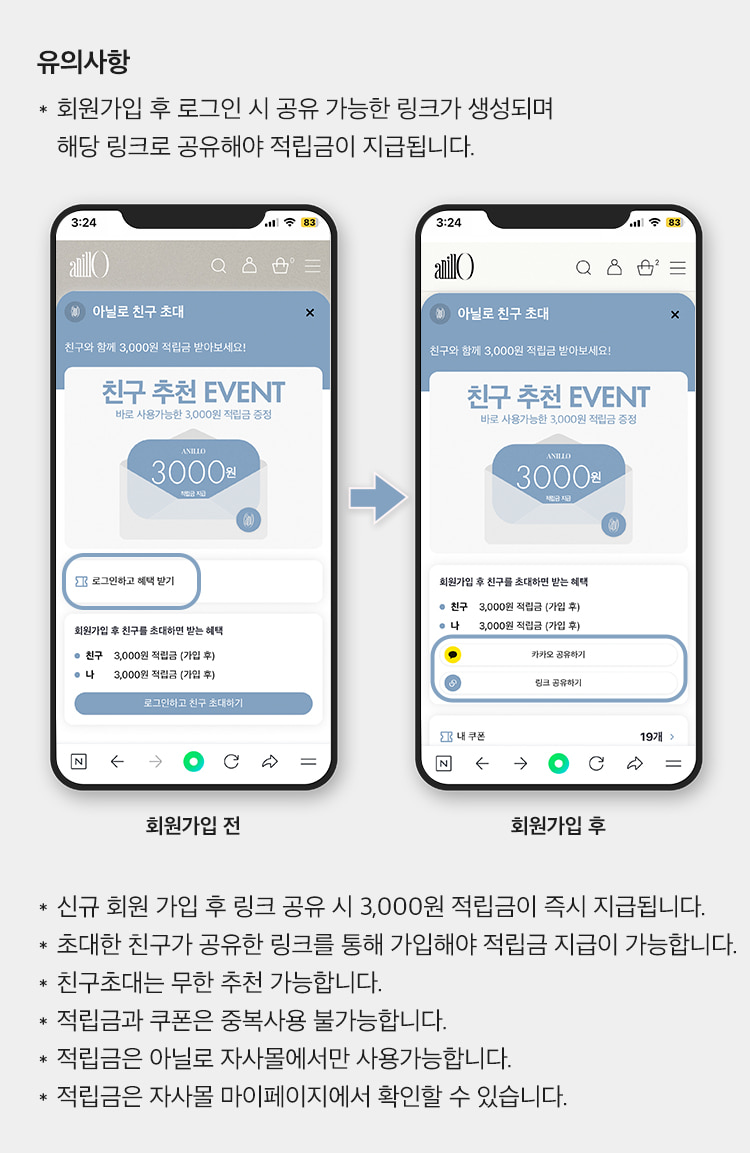 유의사항
* 회원가입 후 로그인 시 공유 가능한 링크가 생성되며
해당 링크로 공유해야 적립금이 지급됩니다.
3:24
83
anillO
0
아닐로 친구 초대
친구와 함께 3,000원 적립금 받아보세요!
친구 추천 EVENT
바로 사용가능한 3,000원 적립금 증정
ANILLO
3000원
적립금 지급
로그인하고 혜택 받기
회원가입 후 친구를 초대하면 받는 혜택
친구 3,000원 적립금 (가입 후)
나 3,000원 적립금 (가입 후)
로그인하고 친구 초대하기
N
회원가입 전
3:24
83
anillO
2
아닐로 친구 초대
친구와 함께 3,000원 적립금 받아보세요!
친구 추천 EVENT
바로 사용가능한 3,000원 적립금 증정
ANILLO
3000원
적립금 지급
회원가입 후 친구를 초대하면 받는 혜택
친구 3,000원 적립금 (가입 후)
나 3,000원 적립금 (가입 후)
카카오 공유하기
링크 공유하기
내 쿠폰 19개 >
N
회원가입 후
* 신규 회원 가입 후 링크 공유 시 3,000원 적립금이 즉시 지급됩니다.
* 초대한 친구가 공유한 링크를 통해 가입해야 적립금 지급이 가능합니다.
* 친구초대는 무한 추천 가능합니다.
* 적립금과 쿠폰은 중복사용 불가능합니다.
* 적립금은 아닐로 자사몰에서만 사용가능합니다.
* 적립금은 자사몰 마이페이지에서 확인할 수 있습니다.